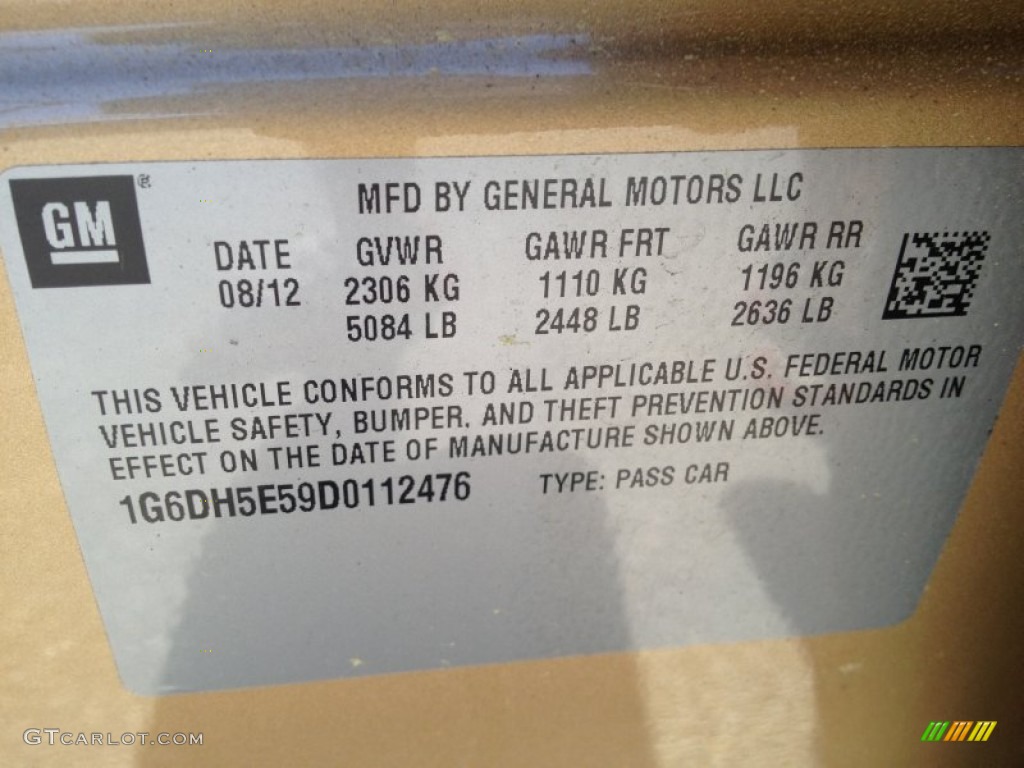 GM ®
MFD BY GENERAL MOTORS LLC
DATE GVWR GAWR FRT GAWR RR
08/12 2306 KG 1110 KG 1196 KG
5084 LB 2448 LB 2636 LB
THIS VEHICLE CONFORMS TO ALL APPLICABLE U.S. FEDERAL MOTOR
VEHICLE SAFETY, BUMPER. AND THEFT PREVENTION STANDARDS IN
EFFECT ON THE DATE OF MANUFACTURE SHOWN ABOVE.
1G6DH5E59D0112476 TYPE: PASS CAR
GTCARLOT.COM